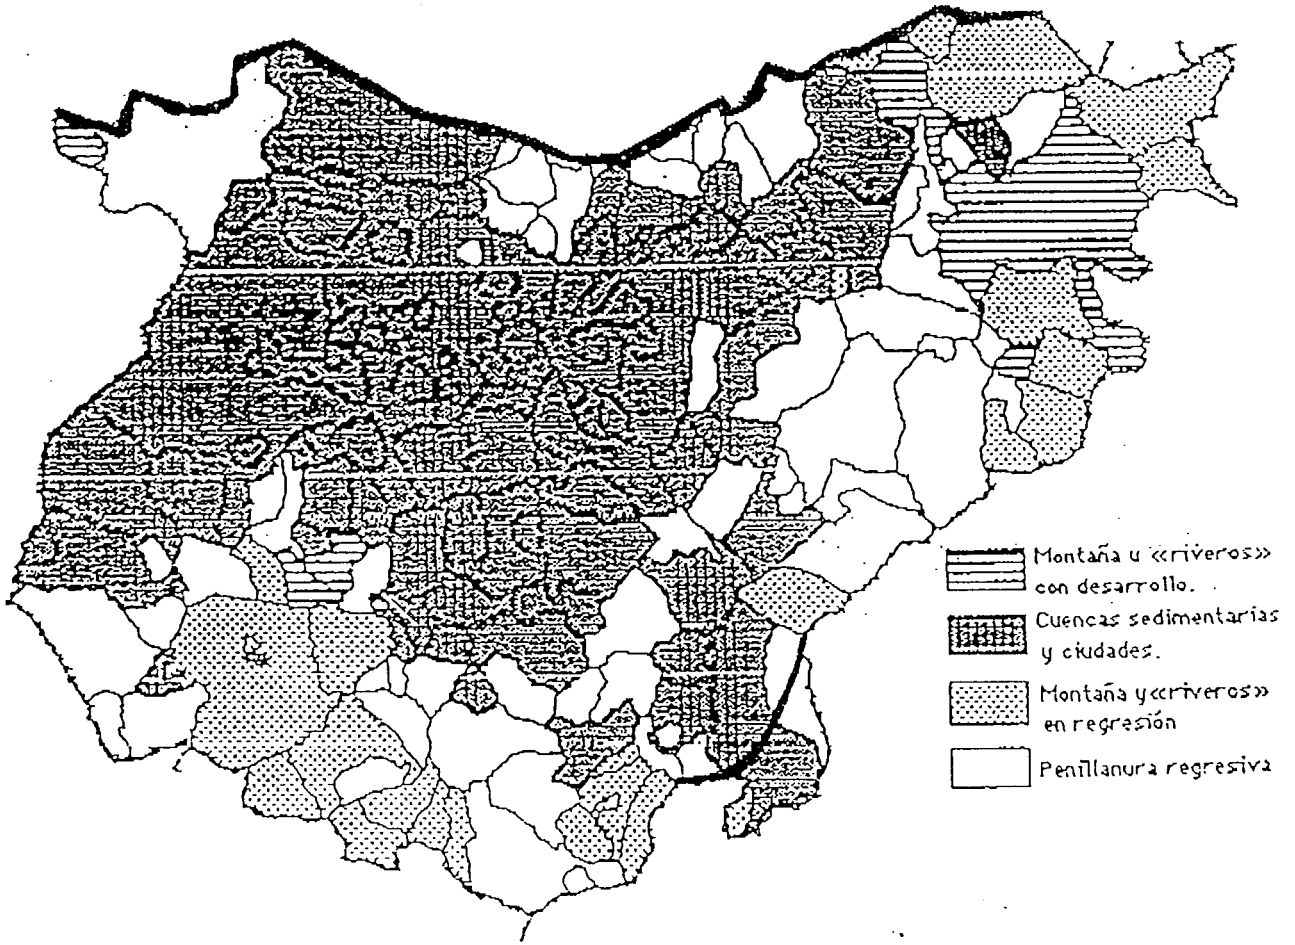 Montaña u «riveros»
con desarrollo.
Cuencas sedimentarias
y ciudades.
Montaña y «riveros»
en regresión
Penillanura regresiva